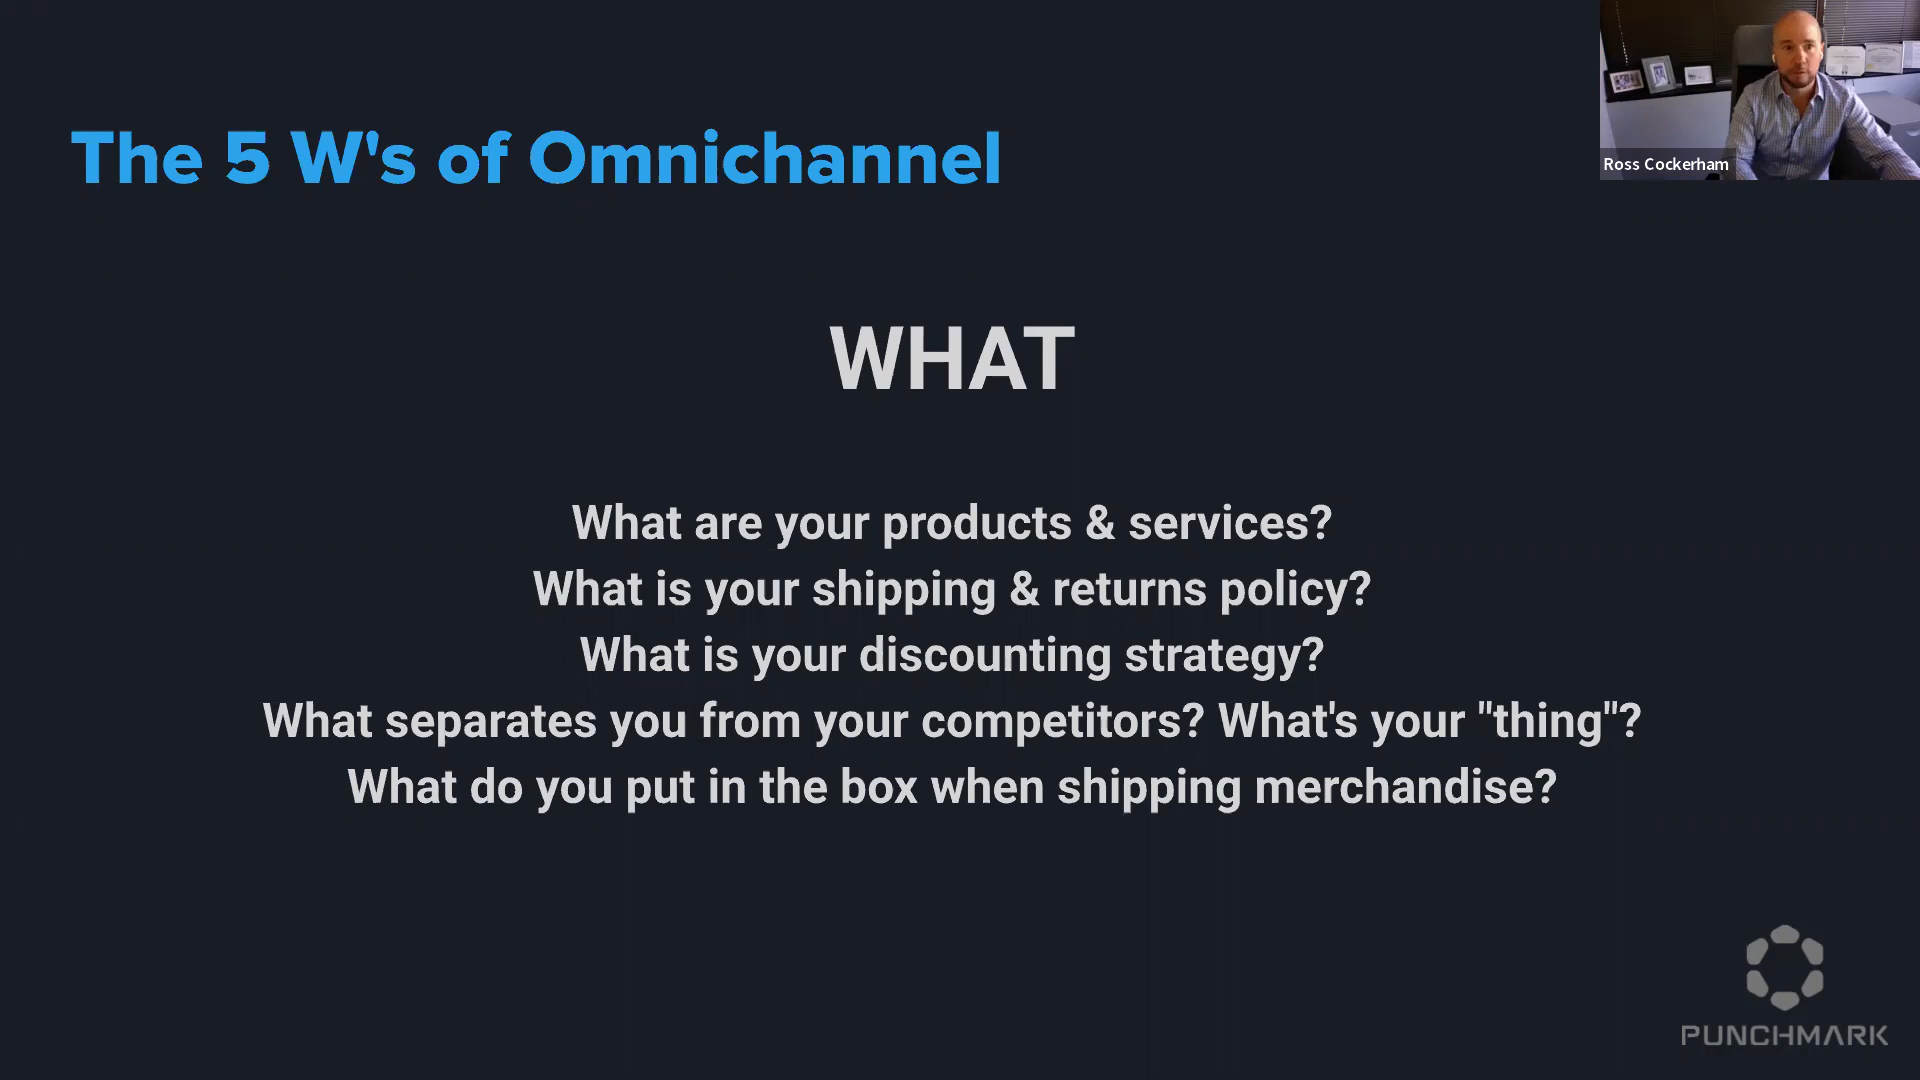 The 5 W's of Omnichannel
Ross Cockerham
WHAT
What are your products & services?
What is your shipping & returns policy?
What is your discounting strategy?
What separates you from your competitors? What's your "thing"?
What do you put in the box when shipping merchandise?
PUNCHMARK